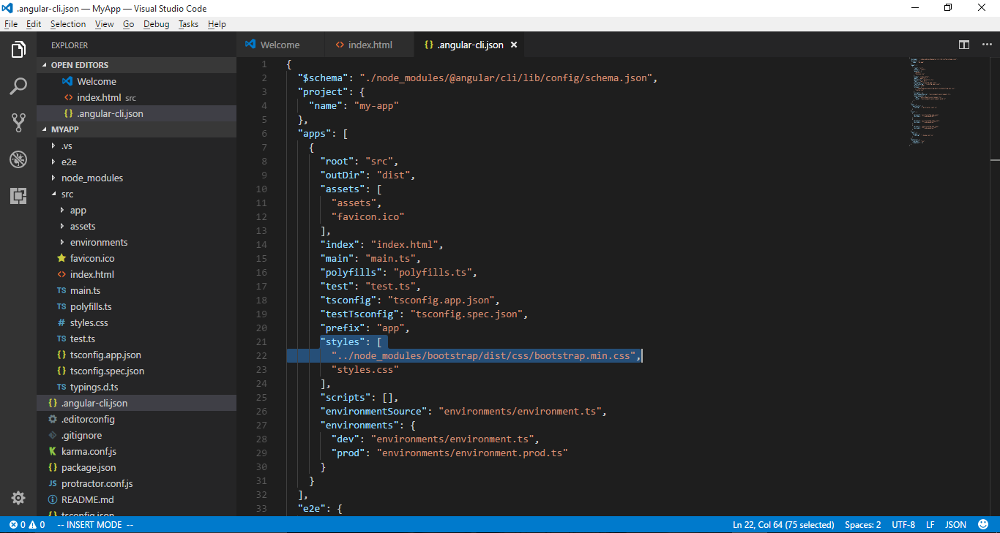 .angular-cli.json — MyApp — Visual Studio Code
File Edit Selection View Go Debug Tasks Help
EXPLORER
OPEN EDITORS
Welcome
index.html src
.angular-cli.json
MYAPP
.vs
e2e
node_modules
src
app
assets
environments
favicon.ico
index.html
TS main.ts
TS polyfills.ts
# styles.css
TS test.ts
{} tsconfig.app.json
{} tsconfig.spec.json
TS typings.d.ts
{} .angular-cli.json
.editorconfig
.gitignore
karma.conf.js
{} package.json
JS protractor.conf.js
README.md
{} tsconfig.json
Welcome <> index.html {} .angular-cli.json
1 {
2 "$schema": "./node_modules/@angular/cli/lib/config/schema.json",
3 "project": {
4 "name": "my-app"
5 },
6 "apps": [
7 {
8 "root": "src",
9 "outDir": "dist",
10 "assets": [
11 "assets",
12 "favicon.ico"
13 ],
14 "index": "index.html",
15 "main": "main.ts",
16 "polyfills": "polyfills.ts",
17 "test": "test.ts",
18 "tsconfig": "tsconfig.app.json",
19 "testTsconfig": "tsconfig.spec.json",
20 "prefix": "app",
21 "styles": [
22 "../node_modules/bootstrap/dist/css/bootstrap.min.css",
23 "styles.css"
24 ],
25 "scripts": [],
26 "environmentSource": "environments/environment.ts",
27 "environments": {
28 "dev": "environments/environment.ts",
29 "prod": "environments/environment.prod.ts"
30 }
31 }
32 ],
33 "e2e": {
0 0 -- INSERT MODE -- Ln 22, Col 64 (75 selected) Spaces: 2 UTF-8 LF JSON